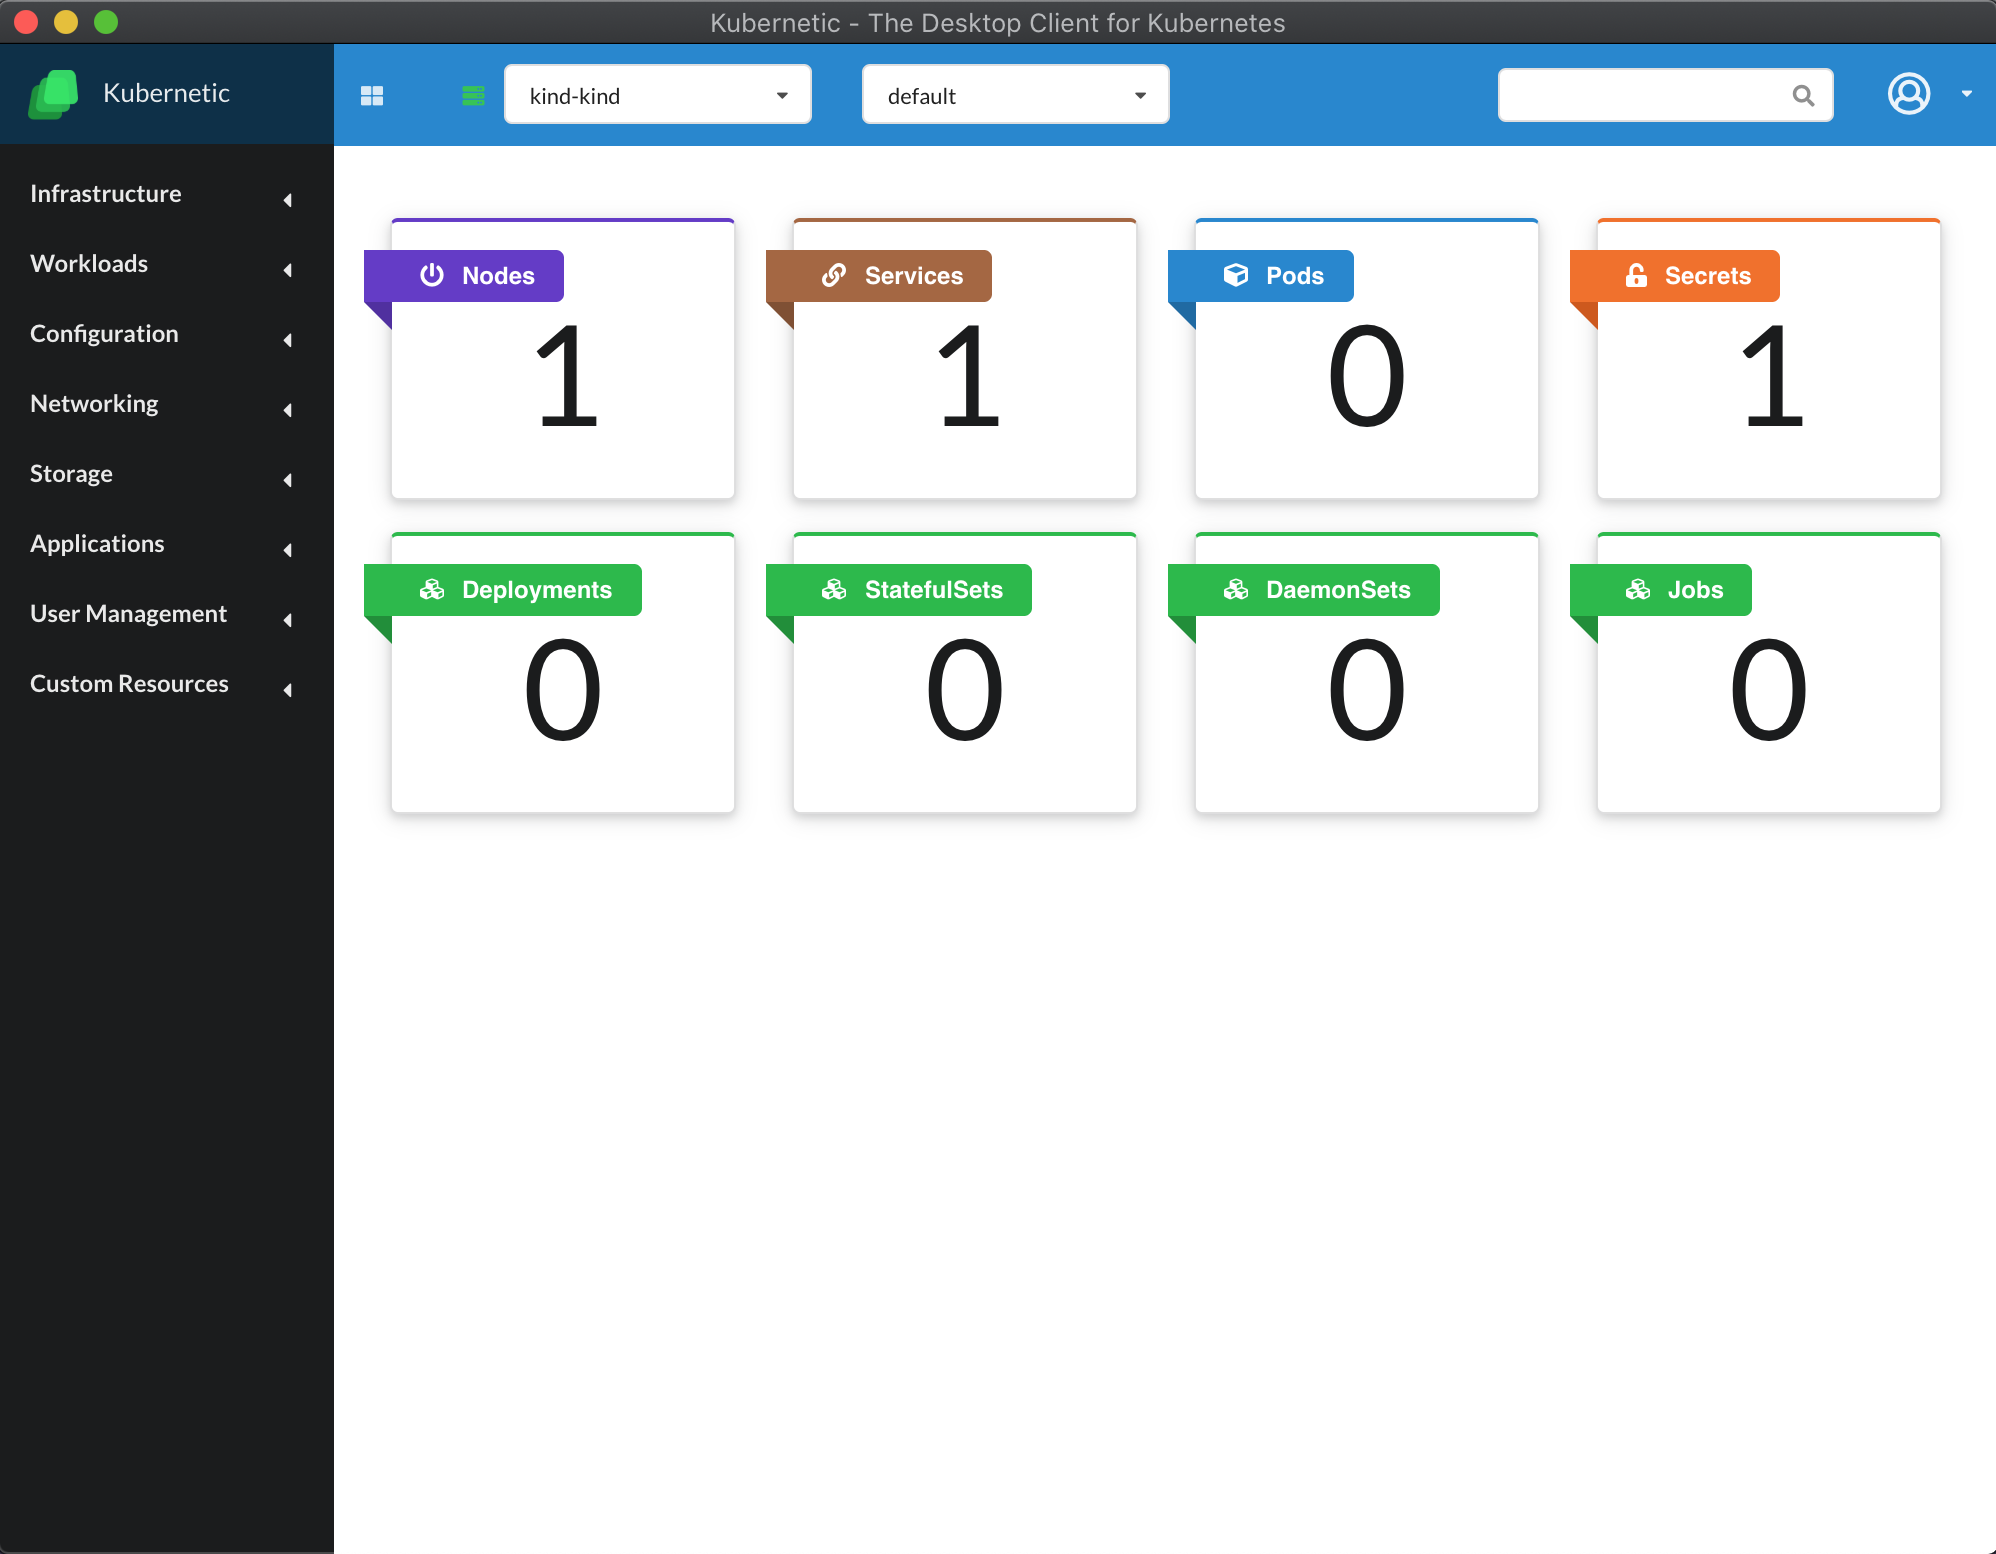 Kubernetic - The Desktop Client for Kubernetes
Kubernetic
kind-kind
default
Infrastructure
Workloads
Configuration
Networking
Storage
Applications
User Management
Custom Resources
Nodes
1
Services
1
Pods
0
Secrets
1
Deployments
0
StatefulSets
0
DaemonSets
0
Jobs
0